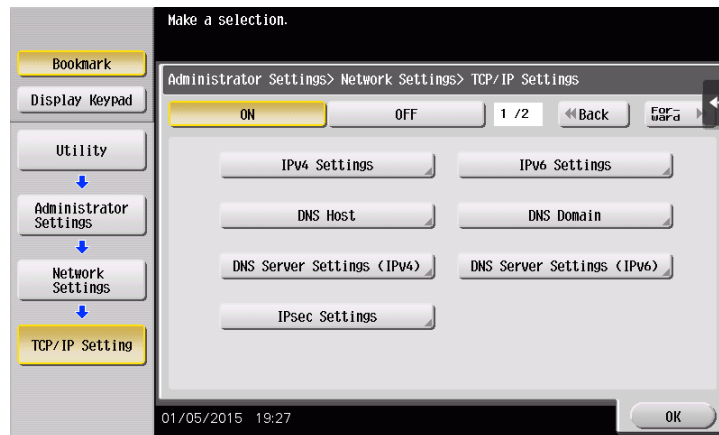 Make a selection.
Bookmark
Display Keypad
Utility
Administrator
Settings
Network
Settings
TCP/IP Setting
Administrator Settings> Network Settings> TCP/IP Settings
ON
OFF
1 /2
Back
For-
ward
IPv4 Settings
IPv6 Settings
DNS Host
DNS Domain
DNS Server Settings (IPv4)
DNS Server Settings (IPv6)
IPsec Settings
01/05/2015 19:27
OK